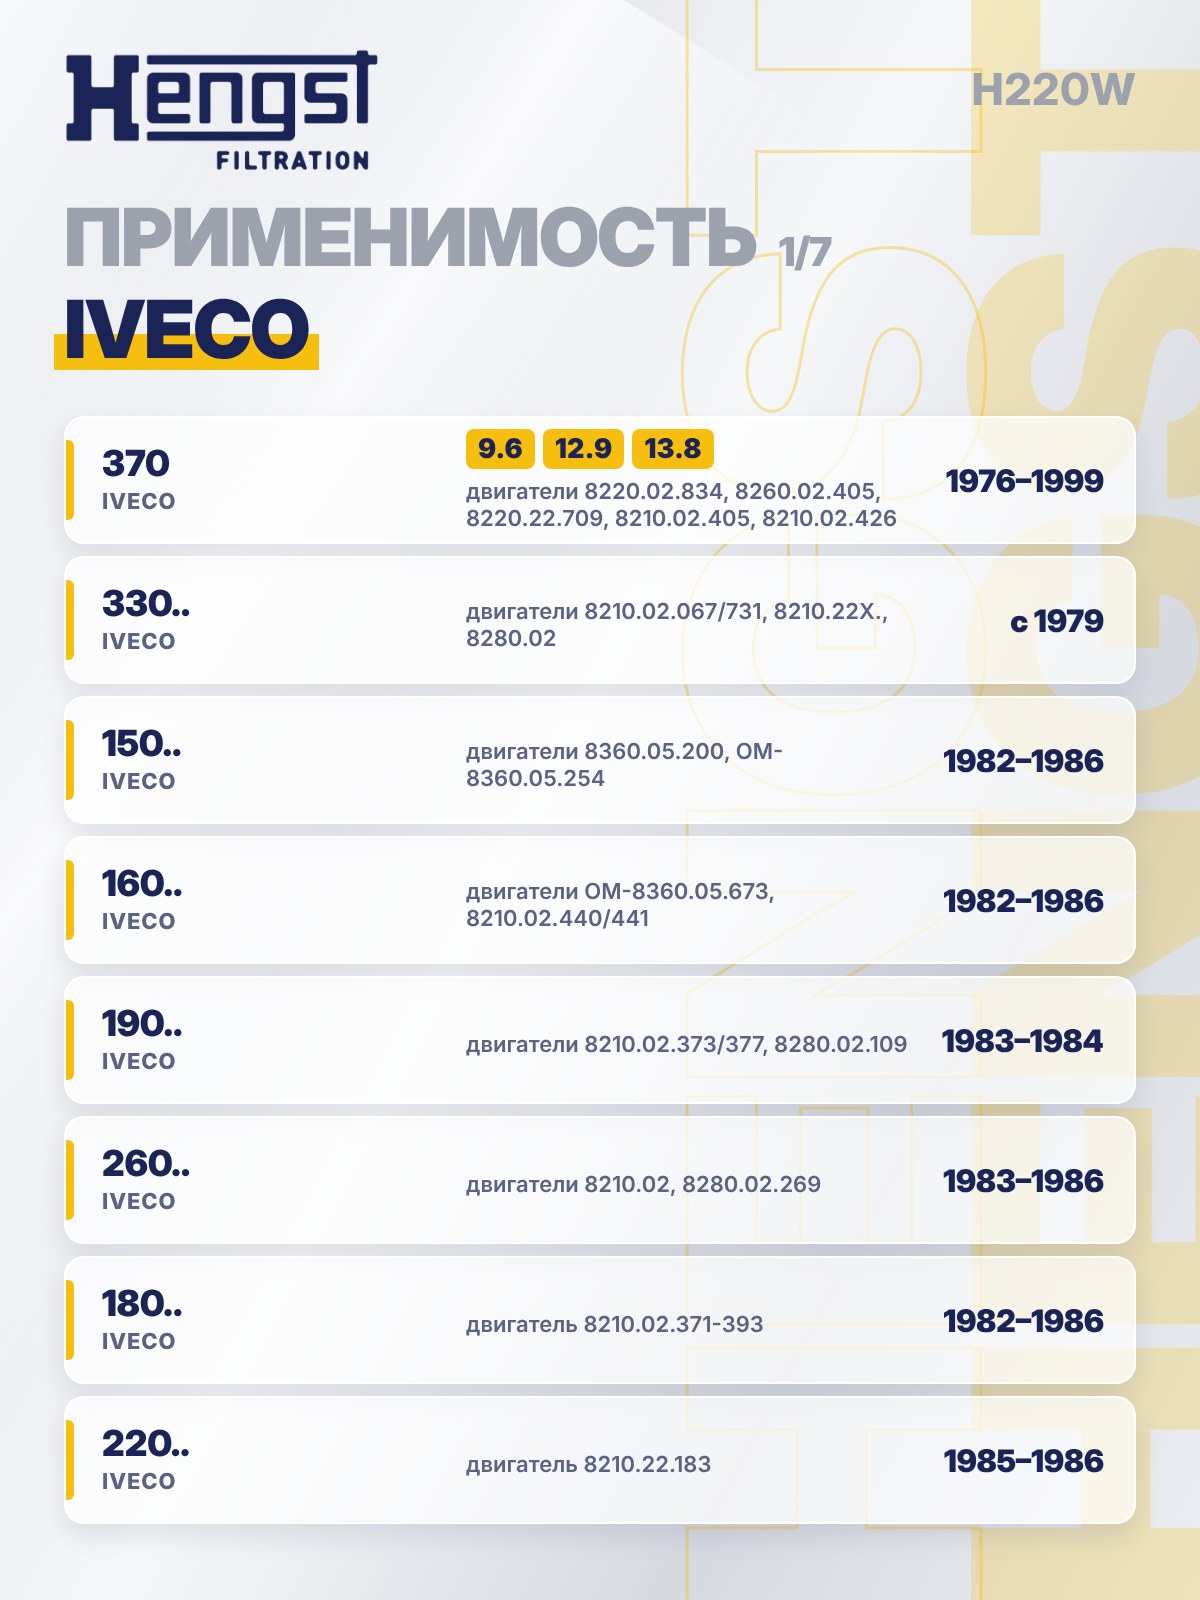 Hengst
FILTRATION
H220W
ПРИМЕНИМОСТЬ 1/7
IVECO
370
IVECO
9.6 12.9 13.8
двигатели 8220.02.834, 8260.02.405,
8220.22.709, 8210.02.405, 8210.02.426
1976–1999
330..
IVECO
двигатели 8210.02.067/731, 8210.22X.,
8280.02
с 1979
150..
IVECO
двигатели 8360.05.200, OM-
8360.05.254
1982–1986
160..
IVECO
двигатели OM-8360.05.673,
8210.02.440/441
1982–1986
190..
IVECO
двигатели 8210.02.373/377, 8280.02.109
1983–1984
260..
IVECO
двигатели 8210.02, 8280.02.269
1983–1986
180..
IVECO
двигатель 8210.02.371-393
1982–1986
220..
IVECO
двигатель 8210.22.183
1985–1986
HENGST
HENGST